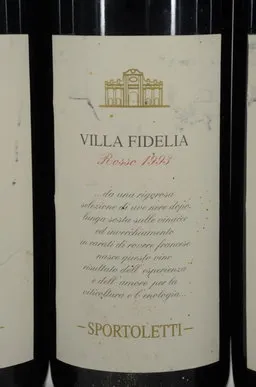 VILLA FIDELIA
Rosso 1993
... da una rigorosa
selezione di uve nere dopo
lunga sosta sulle vinacce
ed invecchiamento
in carati di rovere francese
nasce questo vino
risultato dell'esperienza
e dell'amore per la
viticoltura e l'enologia...
-SPORTOLETTI-